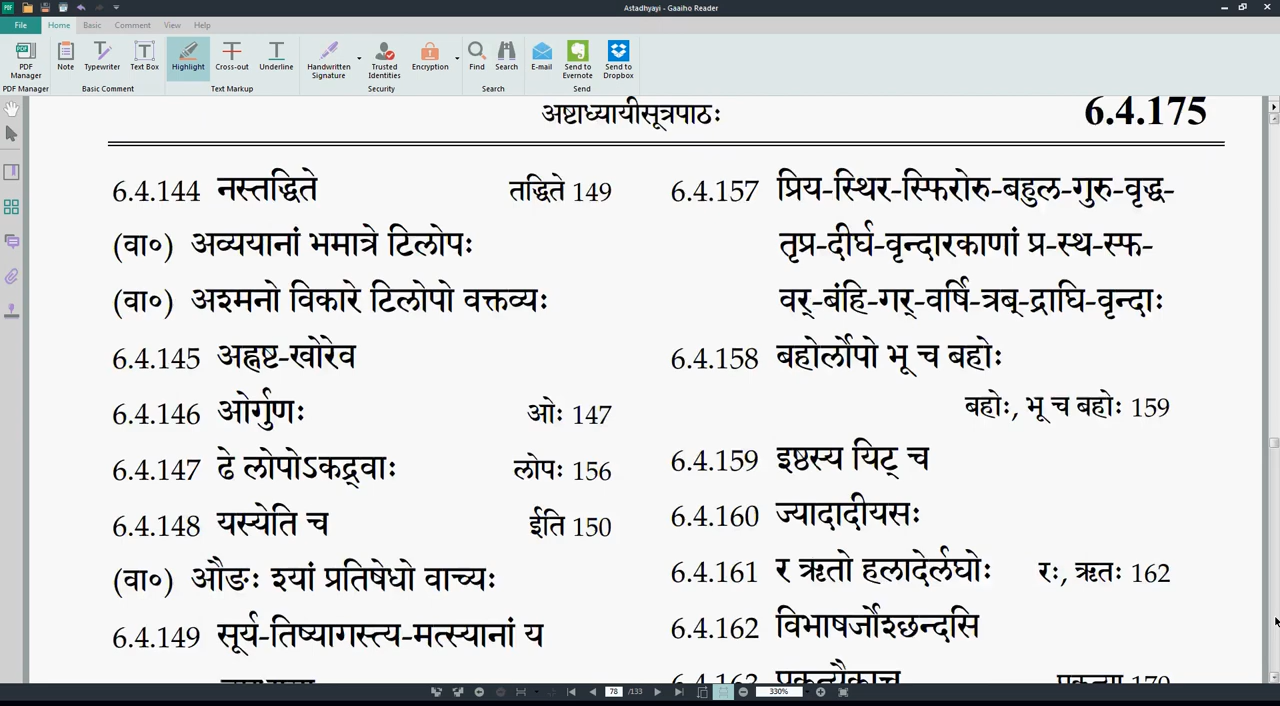 Astadhyayi - Gaaiho Reader
File Home Basic Comment View Help
PDF Manager Note Typewriter Text Box Highlight Cross-out Underline Handwritten Signature Trusted Identities Encryption Find Search E-mail Send to Evernote Send to Dropbox
PDF Manager Basic Comment Text Markup Security Search Send
अष्टाध्यायीसूत्रपाठः 6.4.175
6.4.144 नस्तद्धिते तद्धिते 149
(वा०) अव्ययानां भमात्रे टिलोपः
(वा०) अश्मनो विकारे टिलोपो वक्तव्यः
6.4.145 अह्नष्ट-खोरेव
6.4.146 ओर्गुणः ओः 147
6.4.147 ढे लोपोऽकद्र्वाः लोपः 156
6.4.148 यस्येति च ईति 150
(वा०) औङः श्यां प्रतिषेधो वाच्यः
6.4.149 सूर्य-तिष्यागस्त्य-मत्स्यानां य
6.4.157 प्रिय-स्थिर-स्फिरोरु-बहुल-गुरु-वृद्ध-
तृप्र-दीर्घ-वृन्दारकाणां प्र-स्थ-स्फ-
वर्-बंहि-गर्-वर्षि-त्रब्-द्राघि-वृन्दाः
6.4.158 बहोर्लोपो भू च बहोः
बहोः, भू च बहोः 159
6.4.159 इष्ठस्य यिट् च
6.4.160 ज्यादादीयसः
6.4.161 र ऋतो हलादेर्लघोः रः, ऋतः 162
6.4.162 विभाषर्जोश्छन्दसि
78 /133 330%